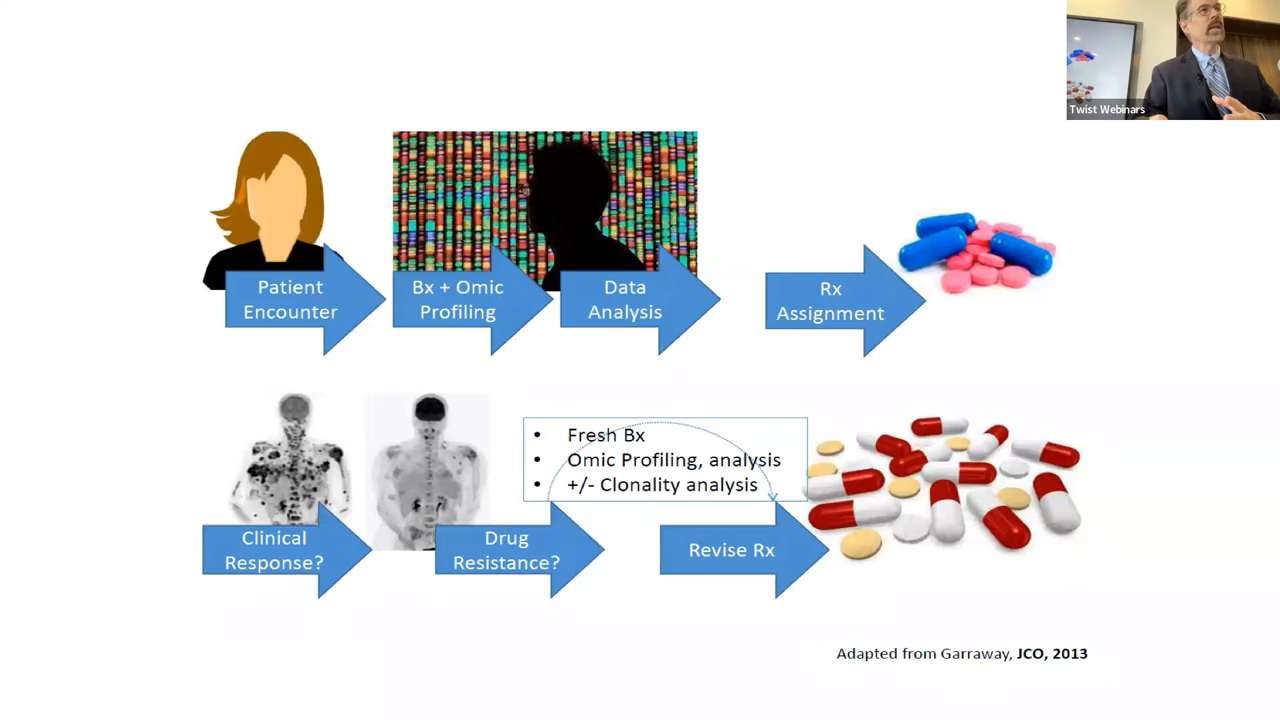 Twist Webinars
Patient
Encounter
Bx + Omic
Profiling
Data
Analysis
Rx
Assignment
• Fresh Bx
• Omic Profiling, analysis
• +/- Clonality analysis
Clinical
Response?
Drug
Resistance?
Revise Rx
Adapted from Garraway, JCO, 2013